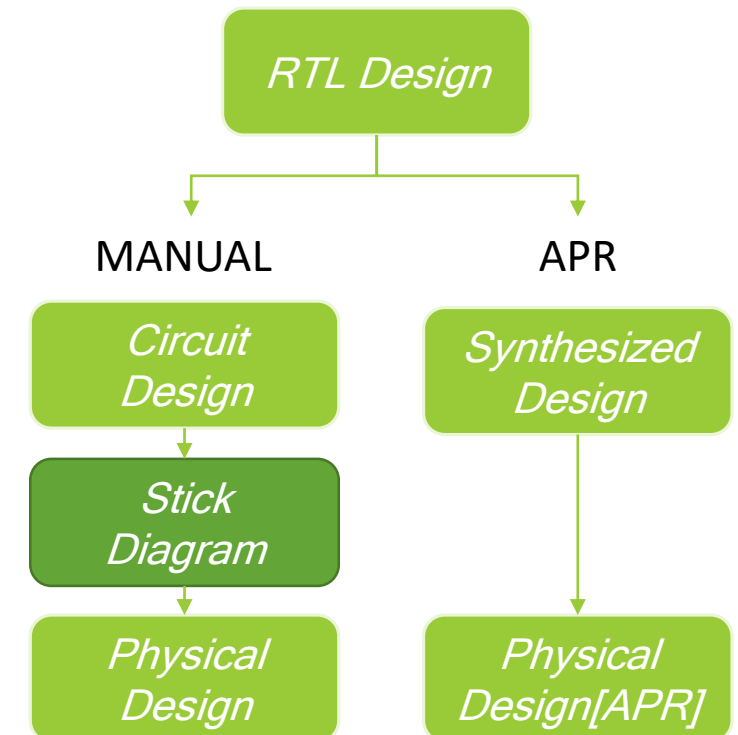 RTL Design
MANUAL
APR
Circuit
Design
Synthesized
Design
Stick
Diagram
Physical
Design
Physical
Design[APR]